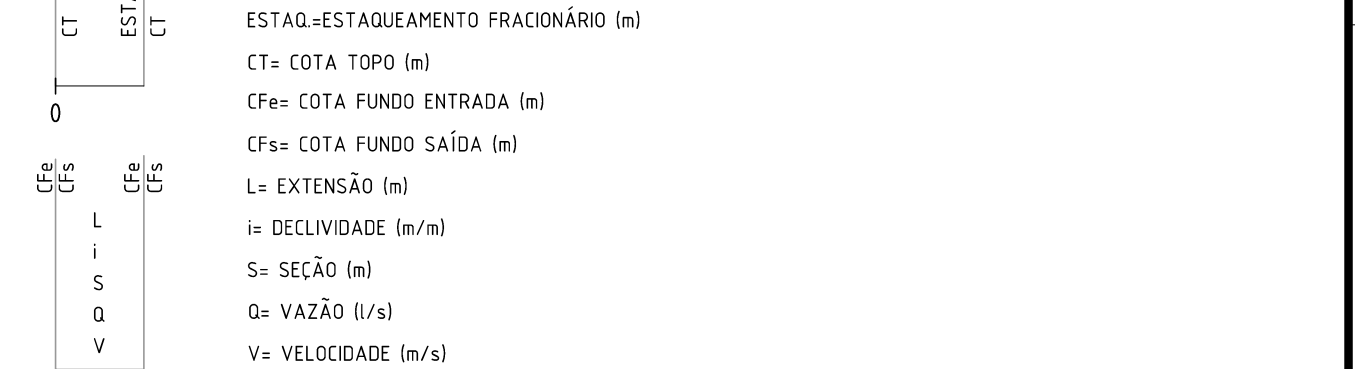 CT ESTA CT
ESTAQ.=ESTAQUEAMENTO FRACIONÁRIO (m)
CT= COTA TOPO (m)
0
CFe= COTA FUNDO ENTRADA (m)
CFs= COTA FUNDO SAÍDA (m)
CFe CFs CFe CFs
L= EXTENSÃO (m)
L
i= DECLIVIDADE (m/m)
i
S= SEÇÃO (m)
S
Q= VAZÃO (l/s)
Q
V= VELOCIDADE (m/s)
V